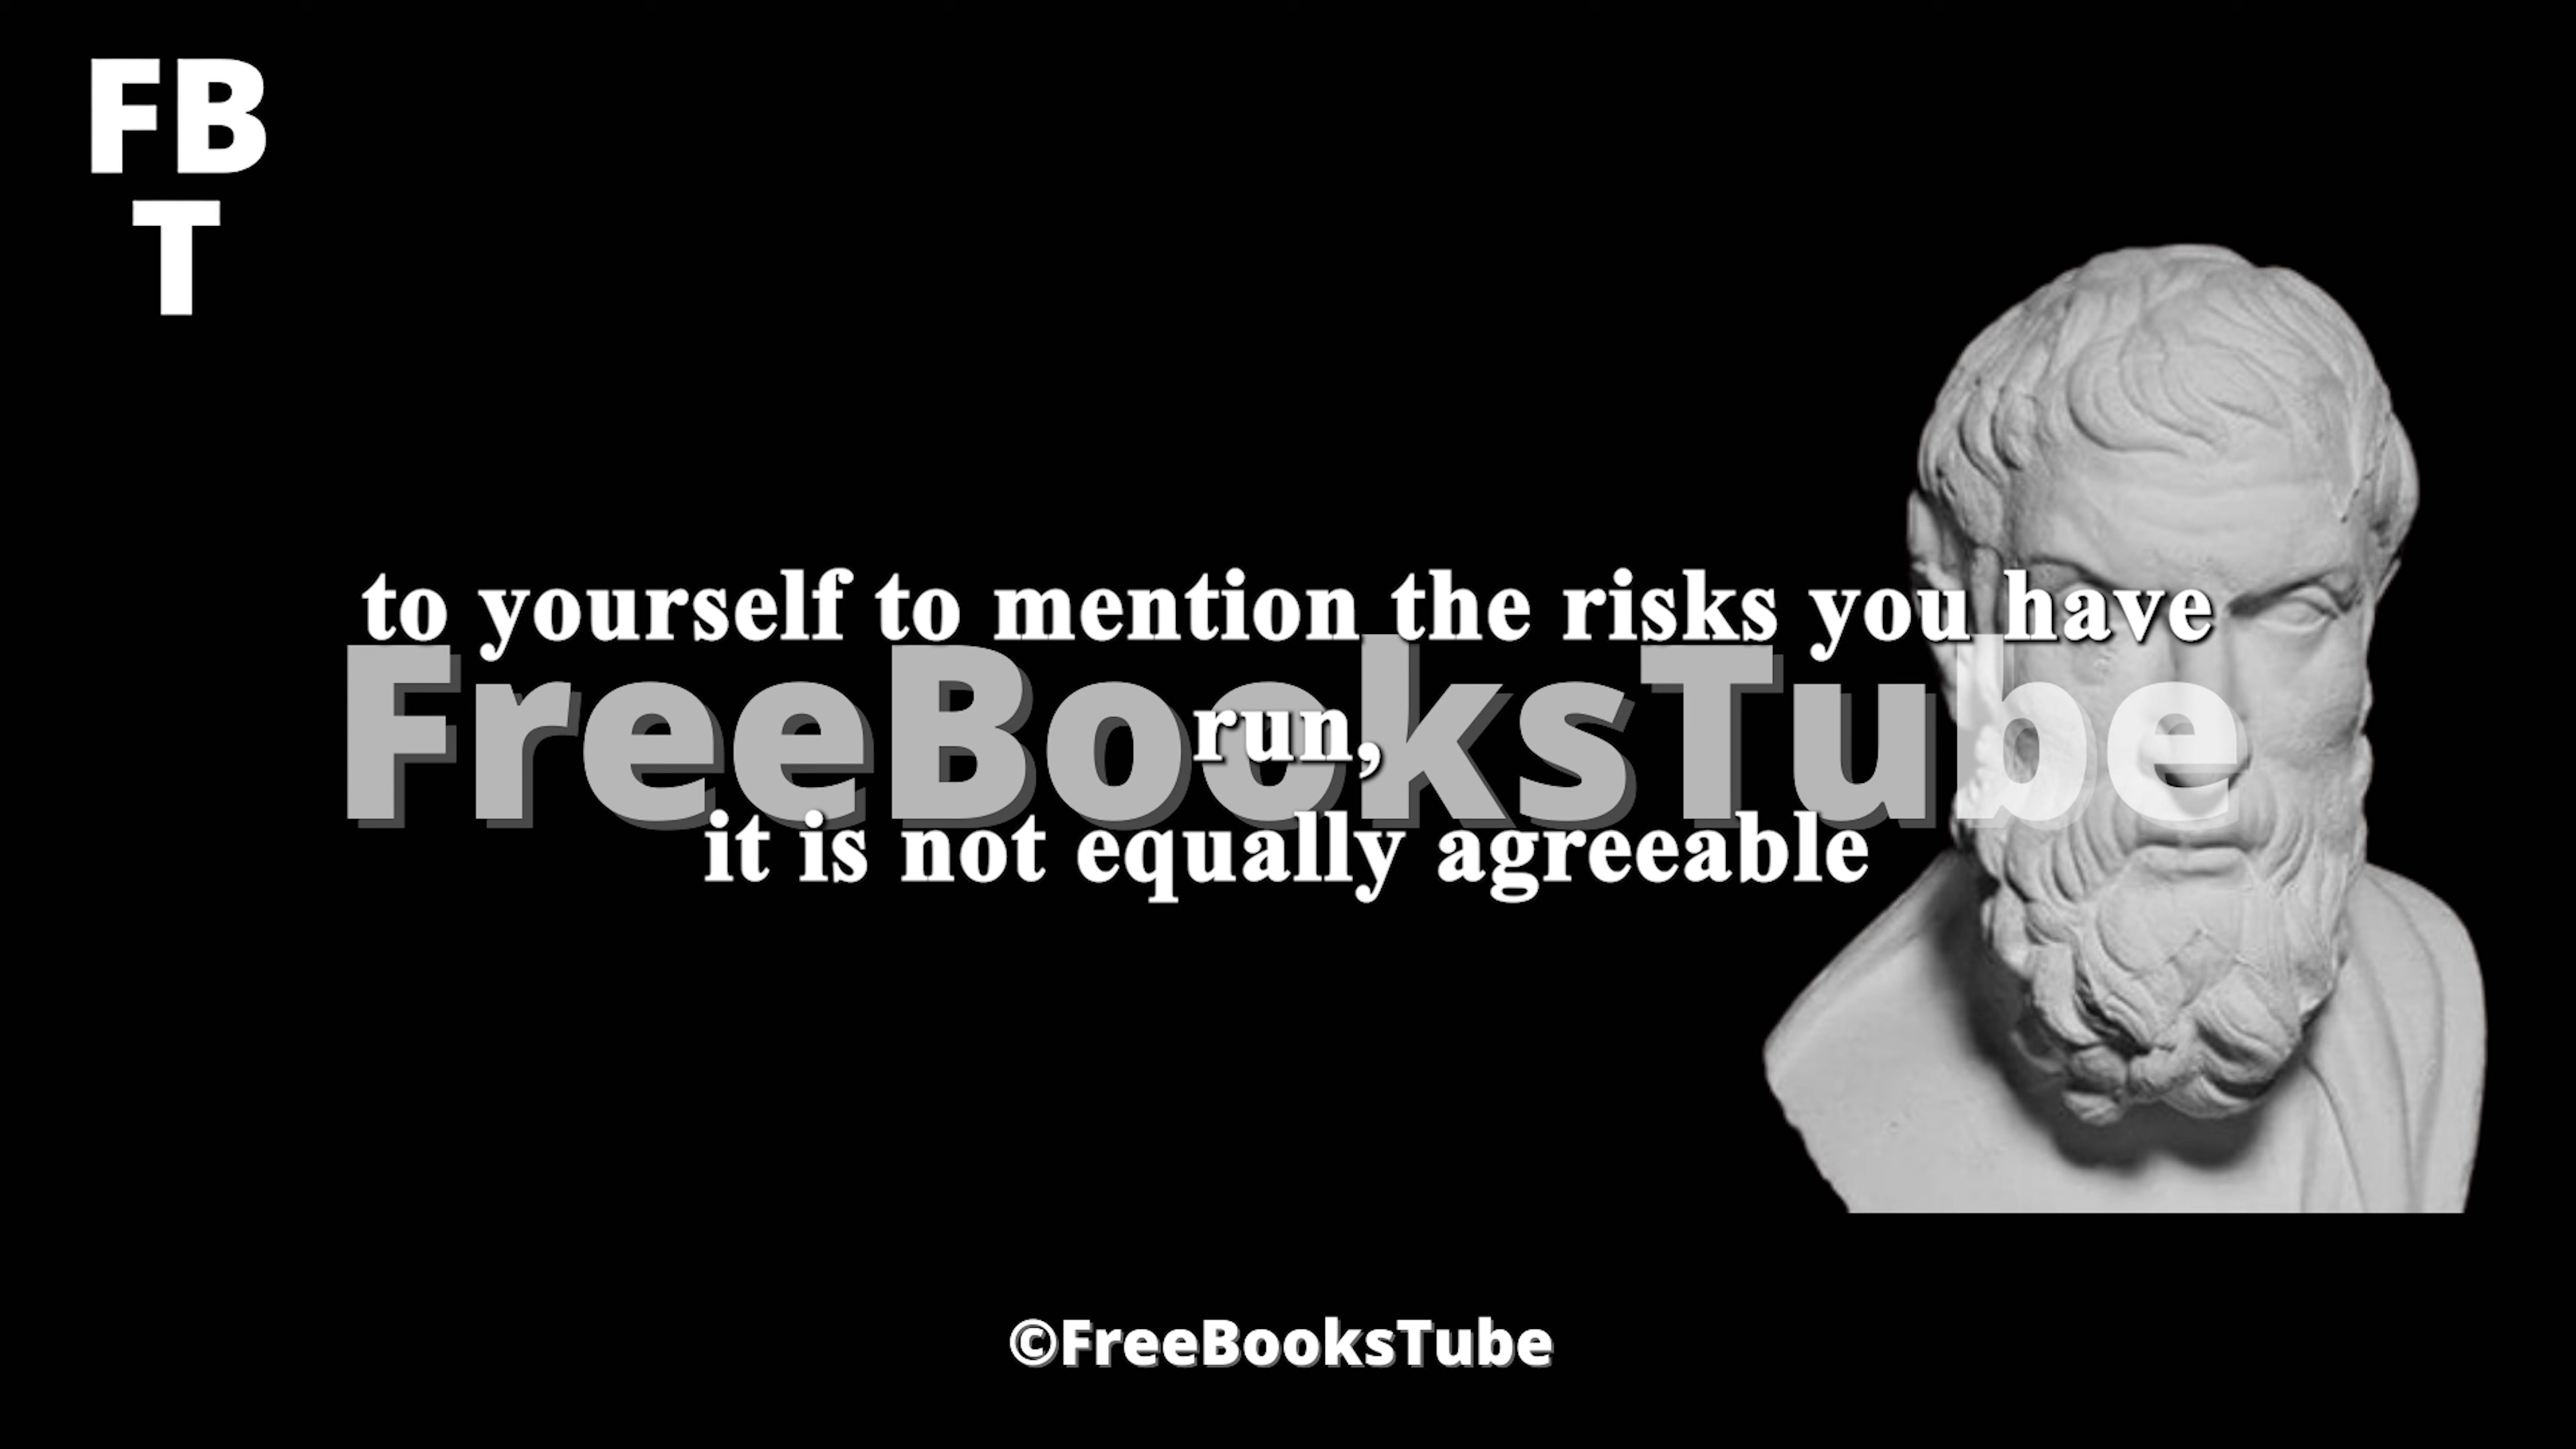 FB
T
to yourself to mention the risks you have
FreeBooksTube
run,
it is not equally agreeable
©FreeBooksTube